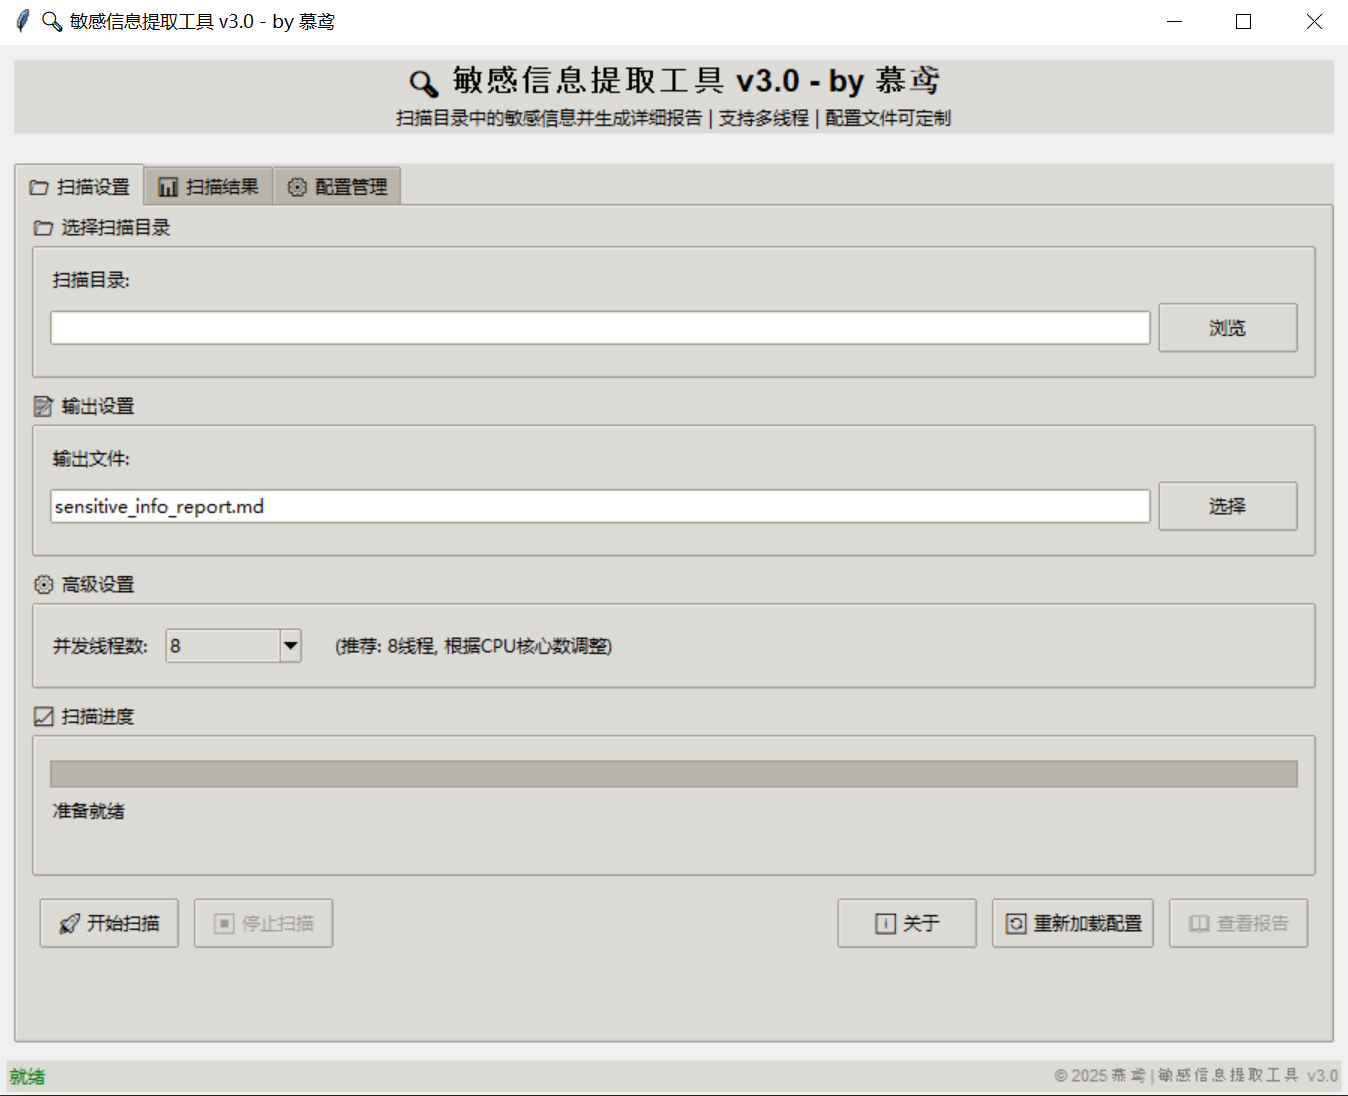 敏感信息提取工具 v3.0 - by 慕鸢
敏感信息提取工具 v3.0 - by 慕鸢
扫描目录中的敏感信息并生成详细报告 | 支持多线程 | 配置文件可定制
扫描设置 扫描结果 配置管理
选择扫描目录
扫描目录:
浏览
输出设置
输出文件:
sensitive_info_report.md 选择
高级设置
并发线程数: 8 (推荐: 8线程, 根据CPU核心数调整)
扫描进度
准备就绪
开始扫描 停止扫描 关于 重新加载配置 查看报告
就绪 © 2025 慕鸢 | 敏感信息提取工具 v3.0